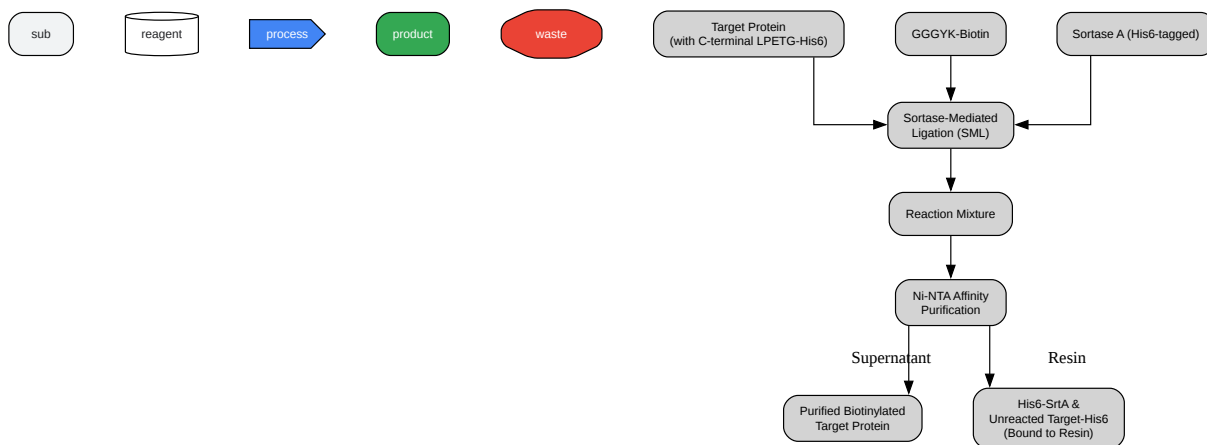 sub
reagent
process
product
waste
Target Protein
(with C-terminal LPETG-His6)
GGGYK-Biotin
Sortase A (His6-tagged)
Sortase-Mediated
Ligation (SML)
Reaction Mixture
Ni-NTA Affinity
Purification
Supernatant
Resin
Purified Biotinylated
Target Protein
His6-SrtA &
Unreacted Target-His6
(Bound to Resin)